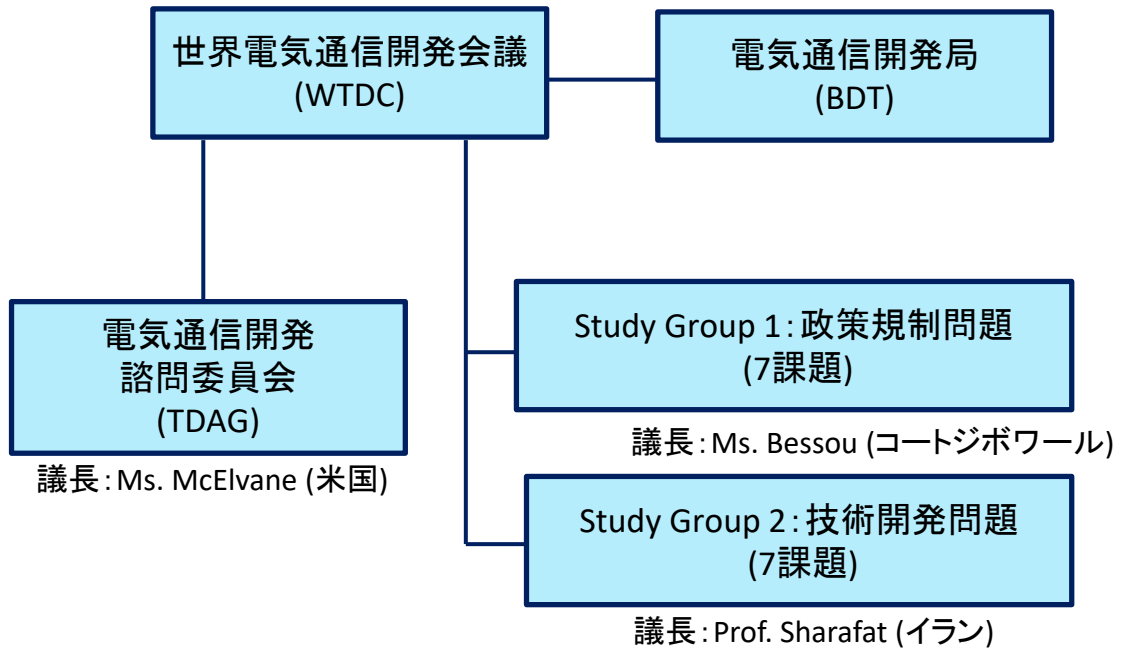 世界電気通信開発会議
(WTDC)
電気通信開発局
(BDT)
電気通信開発
諮問委員会
(TDAG)
議長：Ms. McElvane (米国)
Study Group 1：政策規制問題
(7課題)
議長：Ms. Bessou (コートジボワール)
Study Group 2：技術開発問題
(7課題)
議長：Prof. Sharafat (イラン)